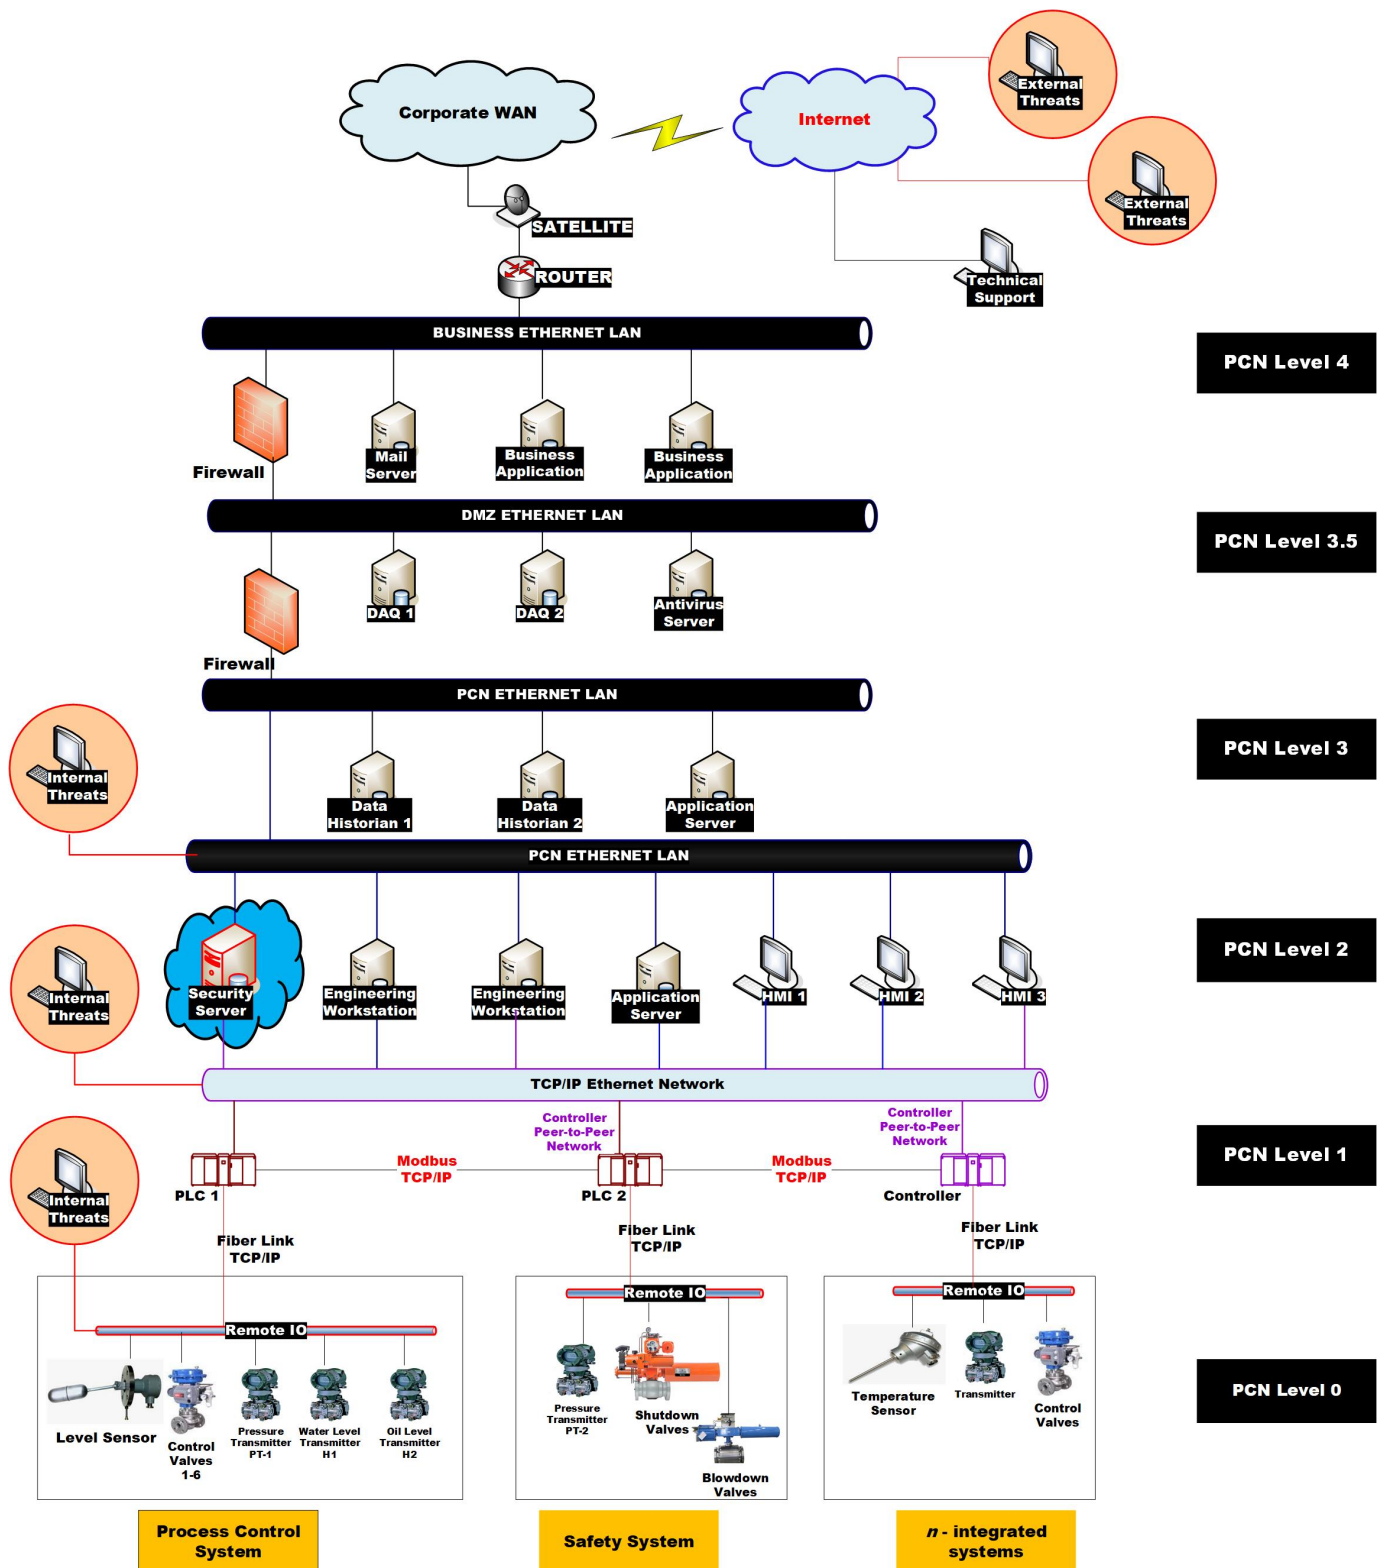 External
Threats
Corporate WAN
Internet
External
Threats
SATELLITE
ROUTER
Technical
Support
BUSINESS ETHERNET LAN
PCN Level 4
Firewall
Mail
Server
Business
Application
Business
Application
DMZ ETHERNET LAN
PCN Level 3.5
DAQ 1
DAQ 2
Antivirus
Server
Firewall
PCN ETHERNET LAN
PCN Level 3
Internal
Threats
Data
Historian 1
Data
Historian 2
Application
Server
PCN ETHERNET LAN
PCN Level 2
Internal
Threats
Security
Server
Engineering
Workstation
Engineering
Workstation
Application
Server
HMI 1
HMI 2
HMI 3
TCP/IP Ethernet Network
Controller
Peer-to-Peer
Network
Controller
Peer-to-Peer
Network
PCN Level 1
Internal
Threats
PLC 1
Modbus
TCP/IP
PLC 2
Modbus
TCP/IP
Controller
Fiber Link
TCP/IP
Fiber Link
TCP/IP
Fiber Link
TCP/IP
Remote IO
Remote IO
Remote IO
PCN Level 0
Level Sensor
Control
Valves
1-6
Pressure
Transmitter
PT-1
Water Level
Transmitter
H1
Oil Level
Transmitter
H2
Pressure
Transmitter
PT-2
Shutdown
Valves
Blowdown
Valves
Temperature
Sensor
Transmitter
Control
Valves
Process Control
System
Safety System
n - integrated
systems